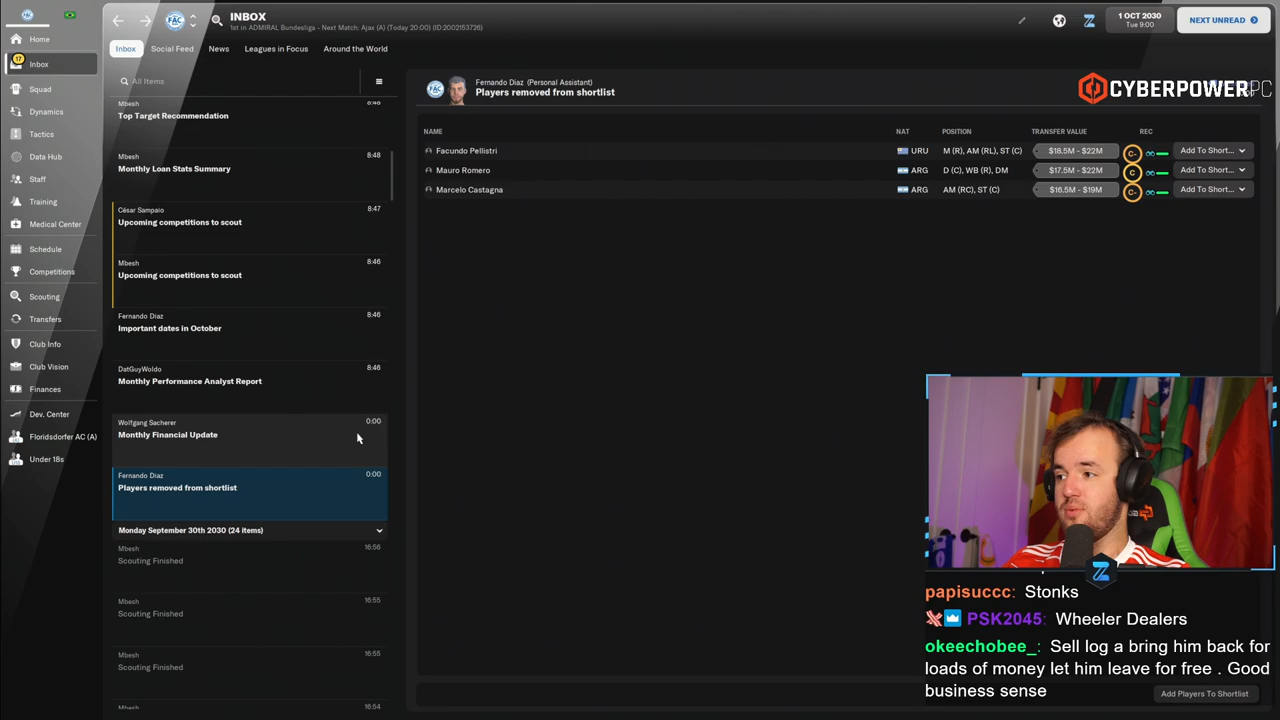 INBOX
1st in ADMIRAL Bundesliga - Next Match: Ajax (Today 20:00) (ID:2002153726)
1 OCT 2030
Tue 9:00
NEXT UNREAD
Home
17
Inbox
Squad
Dynamics
Tactics
Data Hub
Staff
Training
Medical Center
Schedule
Competitions
Scouting
Transfers
Club Info
Club Vision
Finances
Dev. Center
Floridsdorfer AC (A)
Under 18s
Inbox
Social Feed
News
Leagues in Focus
Around the World
All Items
Mbesh 8:48
Top Target Recommendation
Mbesh 8:48
Monthly Loan Stats Summary
César Sampaio 8:47
Upcoming competitions to scout
Mbesh 8:46
Upcoming competitions to scout
Fernando Diaz 8:46
Important dates in October
DatGuyWoldo 8:46
Monthly Performance Analyst Report
Wolfgang Sacherer 0:00
Monthly Financial Update
Fernando Diaz 0:00
Players removed from shortlist
Monday September 30th 2030 (24 items)
Mbesh 16:56
Scouting Finished
Mbesh 16:55
Scouting Finished
Mbesh 16:55
Scouting Finished
Mbesh 16:54
FAC
Fernando Diaz (Personal Assistant)
Players removed from shortlist
CYBERPOWERPC
NAME NAT POSITION TRANSFER VALUE REC
Facundo Pellistri URU M (R), AM (RL), ST (C) $18.5M - $22M C- Add To Short...
Mauro Romero ARG D (C), WB (R), DM $17.5M - $22M C Add To Short...
Marcelo Castagna ARG AM (RC), ST (C) $16.5M - $19M C- Add To Short...
papisuccc: Stonks
PSK2045: Wheeler Dealers
okeechobee_: Sell log a bring him back for
loads of money let him leave for free . Good
business sense
Add Players To Shortlist